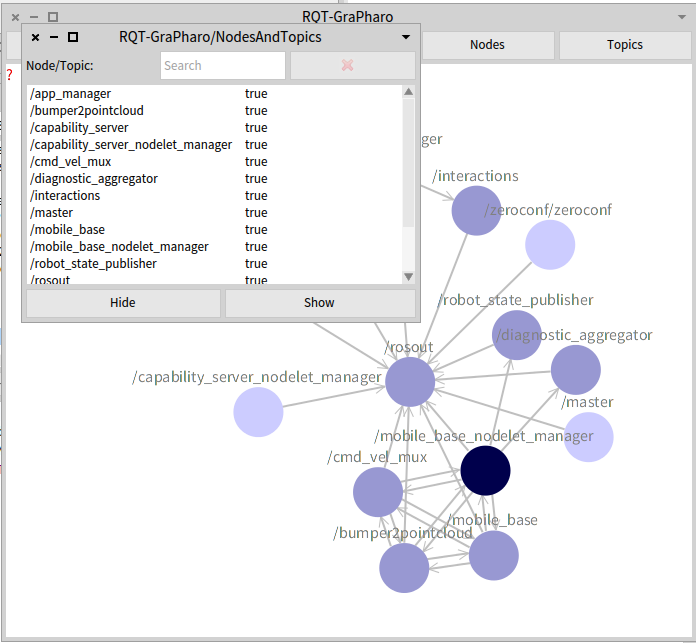 RQT-GraPharo
RQT-GraPharo/NodesAndTopics
Nodes
Topics
Node/Topic:
Search
?
/app_manager true
/bumper2pointcloud true
/capability_server true
/capability_server_nodelet_manager true
/cmd_vel_mux true
/diagnostic_aggregator true
/interactions true
/master true
/mobile_base true
/mobile_base_nodelet_manager true
/robot_state_publisher true
/rosout true
Hide
Show
ger
/interactions
/zeroconf/zeroconf
/robot_state_publisher
/diagnostic_aggregator
/rosout
/capability_server_nodelet_manager
/master
/mobile_base_nodelet_manager
/cmd_vel_mux
/mobile_base
/bumper2pointcloud